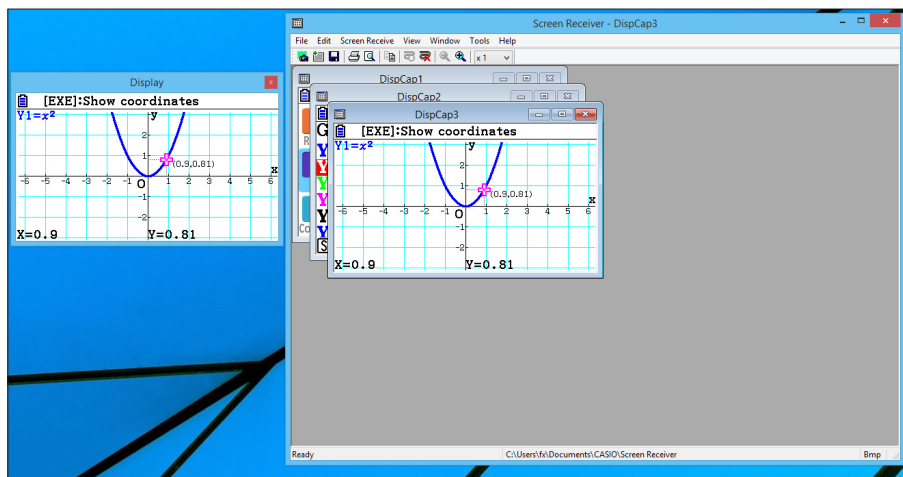 Screen Receiver - DispCap3
File Edit Screen Receive View Window Tools Help
x 1
Display
[EXE]:Show coordinates
Y1=x²
y
2
1
(0.9,0.81)
x
-6 -5 -4 -3 -2 -1 O 1 2 3 4 5 6
-1
-2
X=0.9 Y=0.81
DispCap1
R
Co
DispCap2
G
Y
Y
Y
Y
Y
Y
[S
DispCap3
[EXE]:Show coordinates
Y1=x²
y
2
1
(0.9,0.81)
x
-6 -5 -4 -3 -2 O 1 2 3 4 5 6
-1
-2
X=0.9 Y=0.81
Ready C:\Users\fx\Documents\CASIO\Screen Receiver Bmp